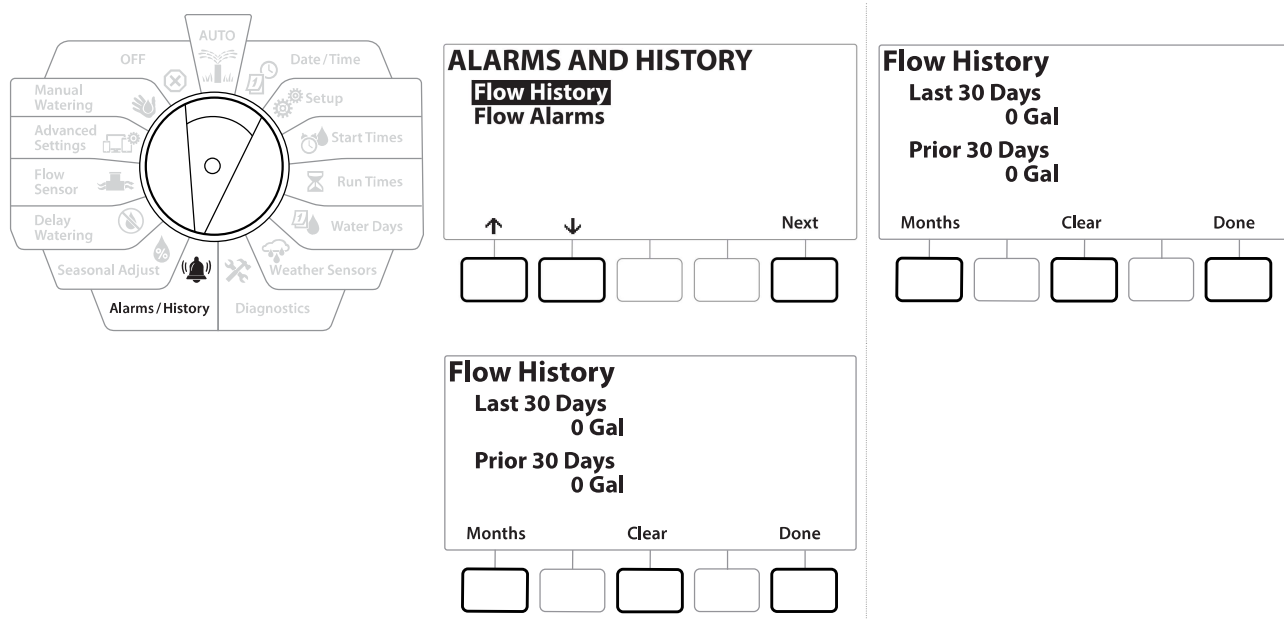 AUTO
OFF
Date/Time
Manual
Watering
Setup
Advanced
Settings
Start Times
Flow
Sensor
Run Times
Delay
Watering
Water Days
Seasonal Adjust
Weather Sensors
Alarms/History
Diagnostics
ALARMS AND HISTORY
Flow History
Flow Alarms
Next
Flow History
Last 30 Days
0 Gal
Prior 30 Days
0 Gal
Months Clear Done
Flow History
Last 30 Days
0 Gal
Prior 30 Days
0 Gal
Months Clear Done